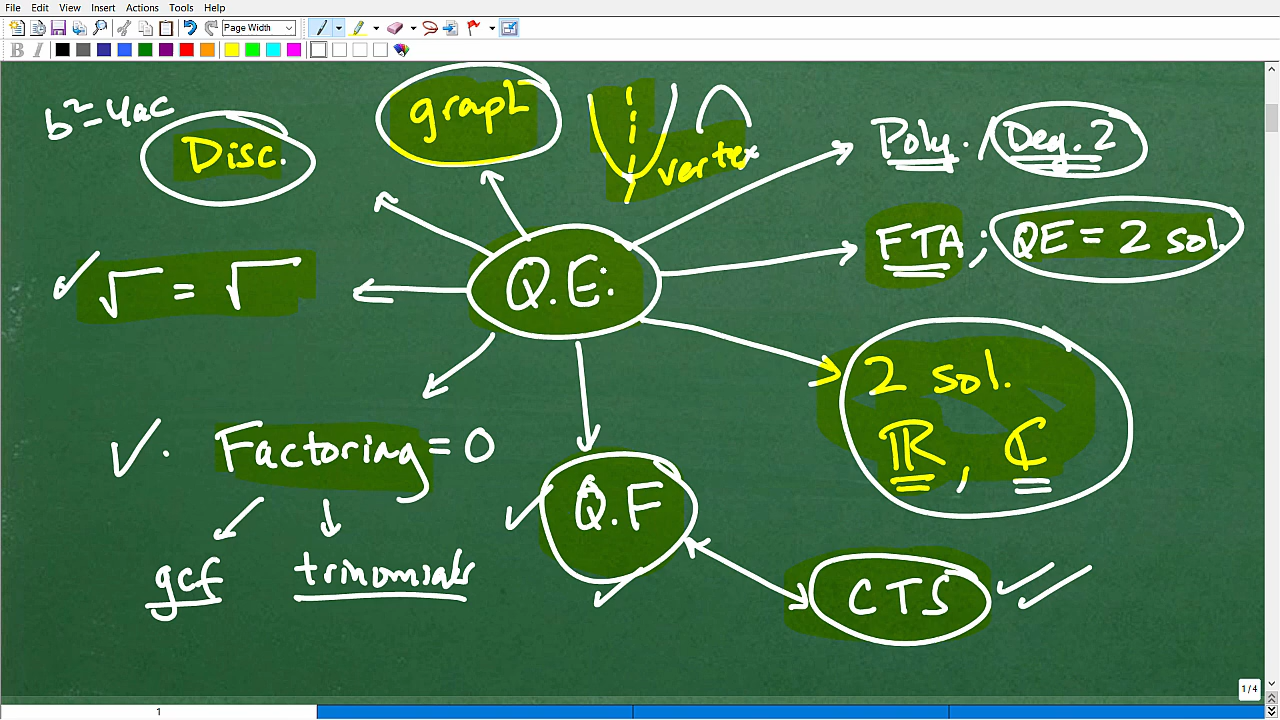 File Edit View Insert Actions Tools Help
Page Width
B I
b² - 4ac
Disc.
graph
vertex
Poly. / Deg. 2
FTA ; QE = 2 sol.
Q.E:
√ = √
2 sol.
ℝ, ℂ
Factoring = 0
gcf trinomials
Q.F
CTS
1/4
1